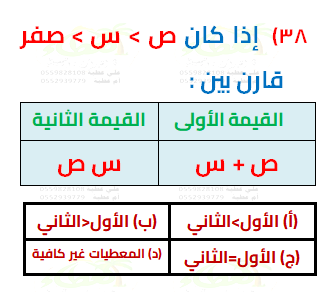 ٣٨) إذا كان ص < س < صفر
قارن بين :
القيمة الأولى القيمة الثانية
ص + س س ص
(أ) الأول>الثاني (ب) الأول<الثاني
(ج) الأول=الثاني (د) المعطيات غير كافية